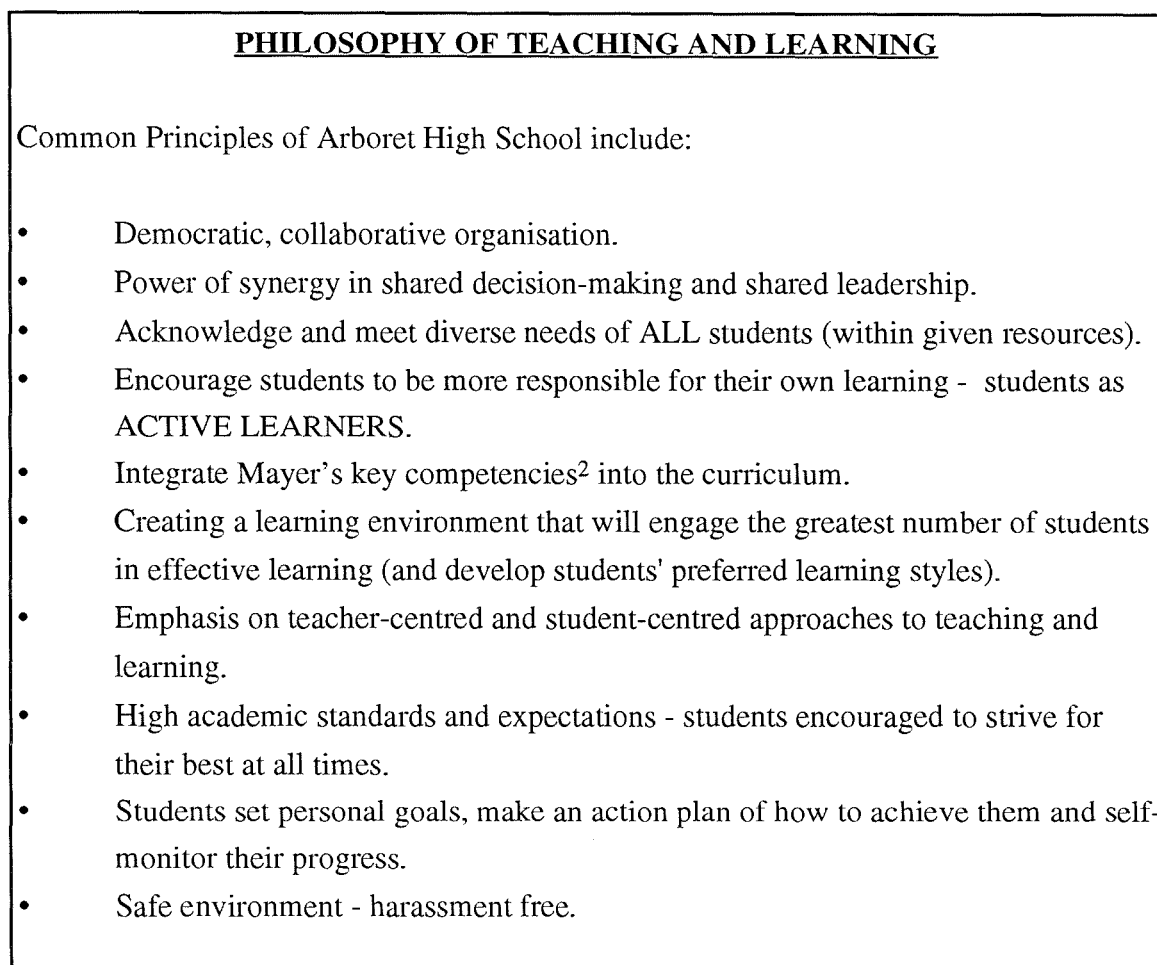 PHILOSOPHY OF TEACHING AND LEARNING
Common Principles of Arboret High School include:
• Democratic, collaborative organisation.
• Power of synergy in shared decision-making and shared leadership.
• Acknowledge and meet diverse needs of ALL students (within given resources).
• Encourage students to be more responsible for their own learning - students as
ACTIVE LEARNERS.
• Integrate Mayer's key competencies² into the curriculum.
• Creating a learning environment that will engage the greatest number of students
in effective learning (and develop students' preferred learning styles).
• Emphasis on teacher-centred and student-centred approaches to teaching and
learning.
• High academic standards and expectations - students encouraged to strive for
their best at all times.
• Students set personal goals, make an action plan of how to achieve them and self-
monitor their progress.
• Safe environment - harassment free.